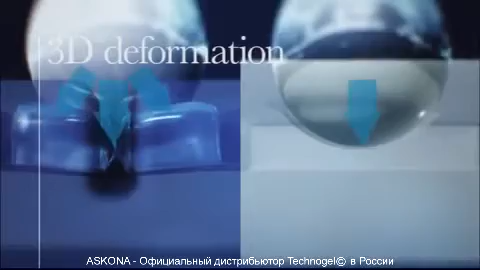 3D deformation
ASKONA - Официальный дистрибьютор Technogel© в России